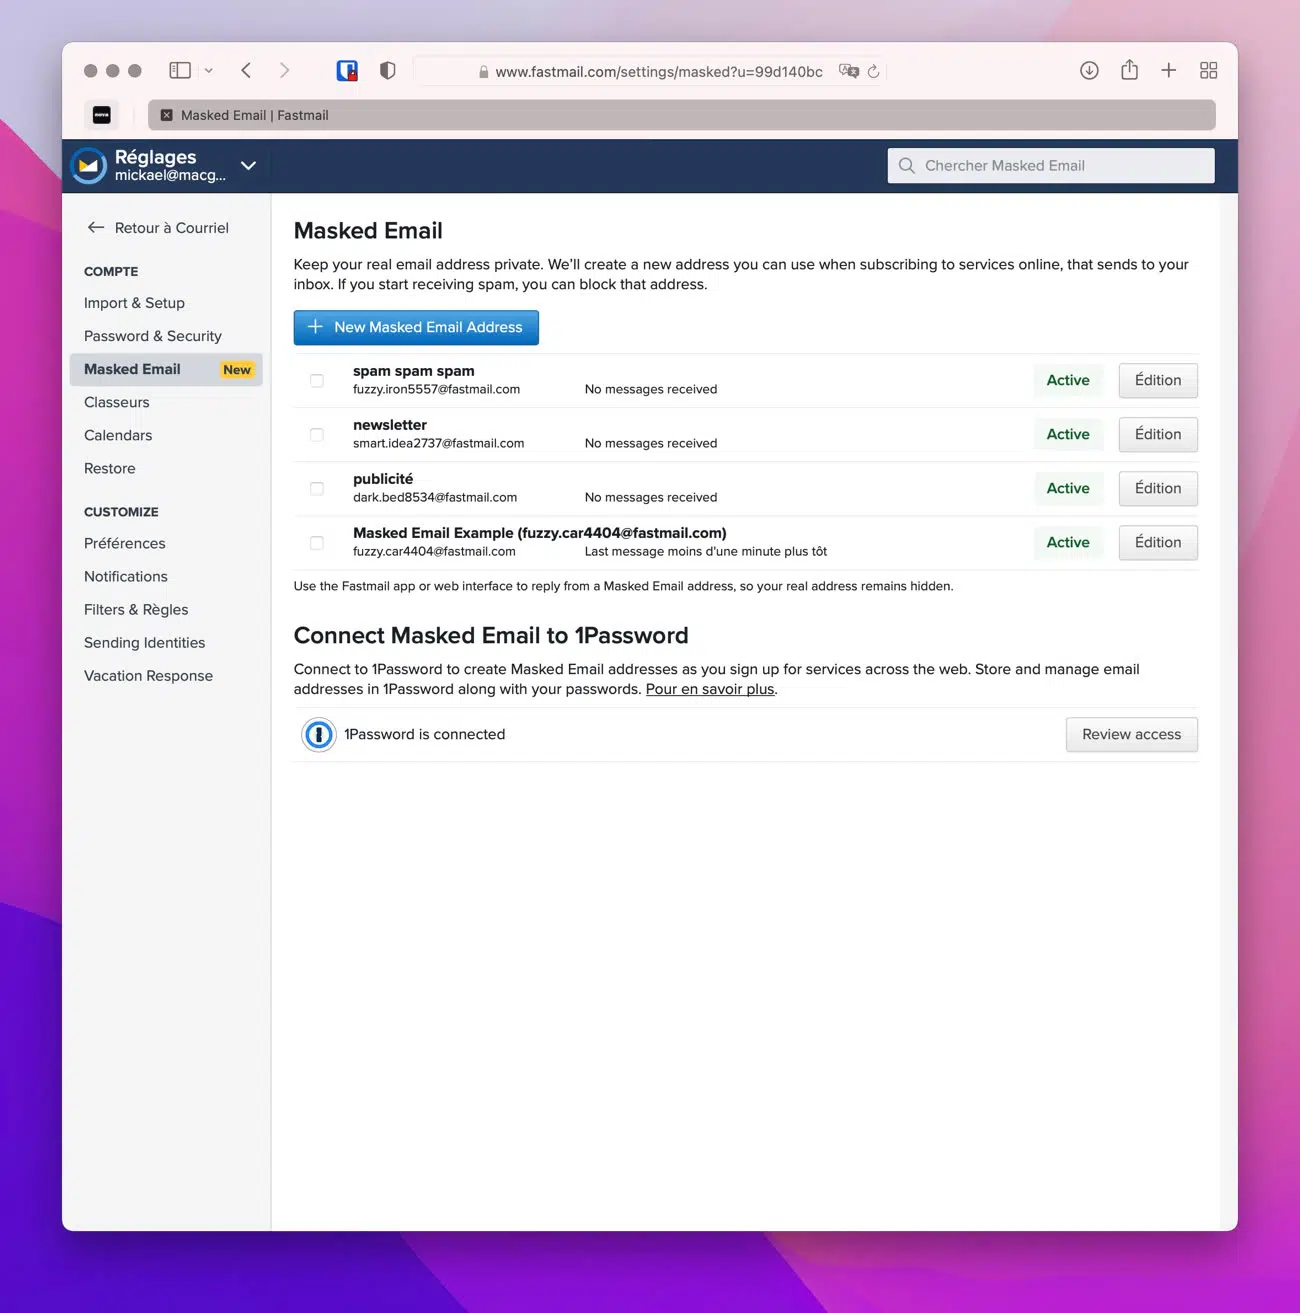 www.fastmail.com/settings/masked?u=99d140bc
nova
Masked Email | Fastmail
Réglages
mickael@macg...
Chercher Masked Email
Retour à Courriel
COMPTE
Import & Setup
Password & Security
Masked Email New
Classeurs
Calendars
Restore
CUSTOMIZE
Préférences
Notifications
Filters & Règles
Sending Identities
Vacation Response
Masked Email
Keep your real email address private. We’ll create a new address you can use when subscribing to services online, that sends to your
inbox. If you start receiving spam, you can block that address.
New Masked Email Address
spam spam spam
fuzzy.iron5557@fastmail.com No messages received Active Édition
newsletter
smart.idea2737@fastmail.com No messages received Active Édition
publicité
dark.bed8534@fastmail.com No messages received Active Édition
Masked Email Example (fuzzy.car4404@fastmail.com)
fuzzy.car4404@fastmail.com Last message moins d’une minute plus tôt Active Édition
Use the Fastmail app or web interface to reply from a Masked Email address, so your real address remains hidden.
Connect Masked Email to 1Password
Connect to 1Password to create Masked Email addresses as you sign up for services across the web. Store and manage email
addresses in 1Password along with your passwords. Pour en savoir plus.
1Password is connected Review access